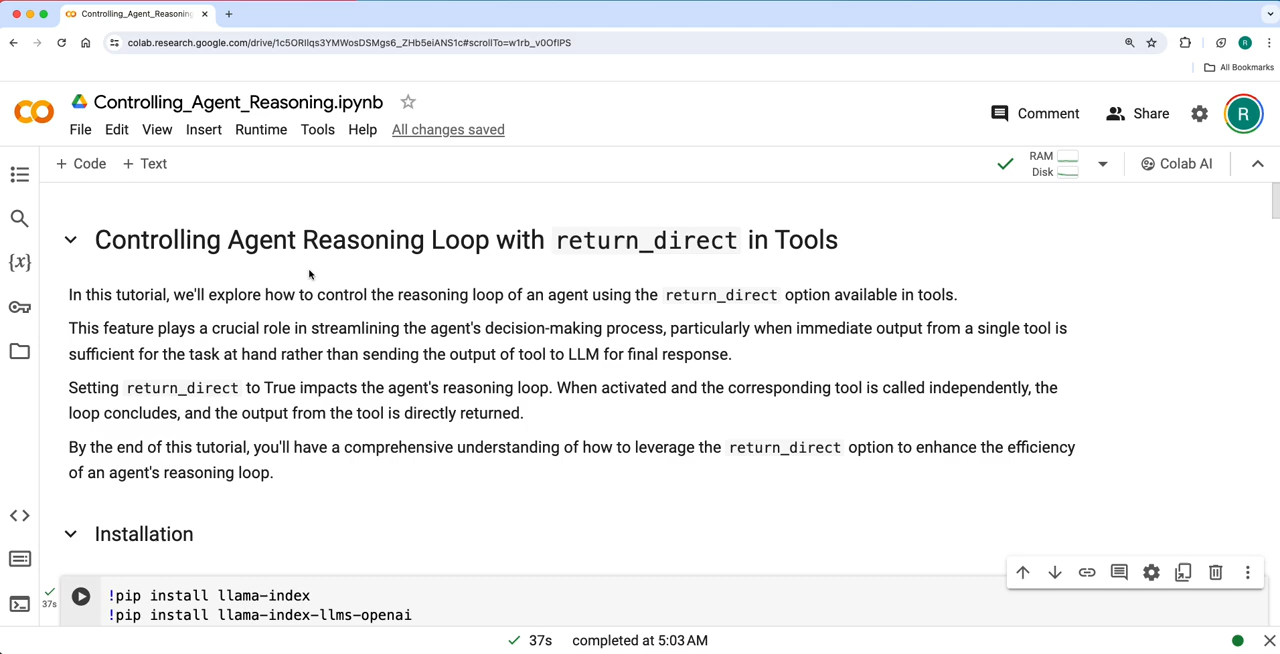 Controlling_Agent_Reasoning
colab.research.google.com/drive/1c5ORIlqs3YMWosDSMgs6_ZHb5eiANS1c#scrollTo=w1rb_v0OfIPS
R
All Bookmarks
Controlling_Agent_Reasoning.ipynb
Comment
Share
R
File Edit View Insert Runtime Tools Help All changes saved
+ Code + Text
RAM
Disk
Colab AI
{x}
Controlling Agent Reasoning Loop with return_direct in Tools
In this tutorial, we'll explore how to control the reasoning loop of an agent using the return_direct option available in tools.
This feature plays a crucial role in streamlining the agent's decision-making process, particularly when immediate output from a single tool is
sufficient for the task at hand rather than sending the output of tool to LLM for final response.
Setting return_direct to True impacts the agent's reasoning loop. When activated and the corresponding tool is called independently, the
loop concludes, and the output from the tool is directly returned.
By the end of this tutorial, you'll have a comprehensive understanding of how to leverage the return_direct option to enhance the efficiency
of an agent's reasoning loop.
Installation
37s
!pip install llama-index
!pip install llama-index-llms-openai
37s completed at 5:03 AM